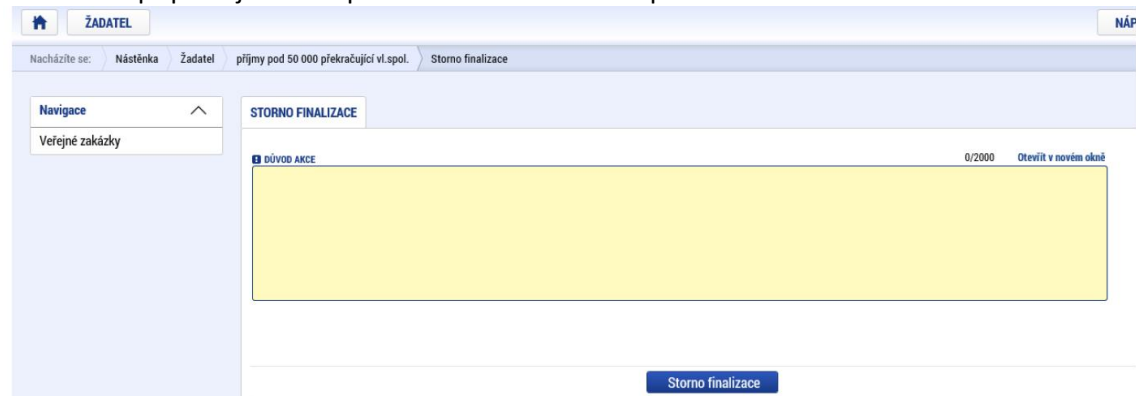 ŽADATEL
NÁP
Nacházíte se: Nástěnka Žadatel příjmy pod 50 000 překračující vl.spol. Storno finalizace
Navigace
STORNO FINALIZACE
Veřejné zakázky
DŮVOD AKCE
0/2000 Otevřít v novém okně
Storno finalizace